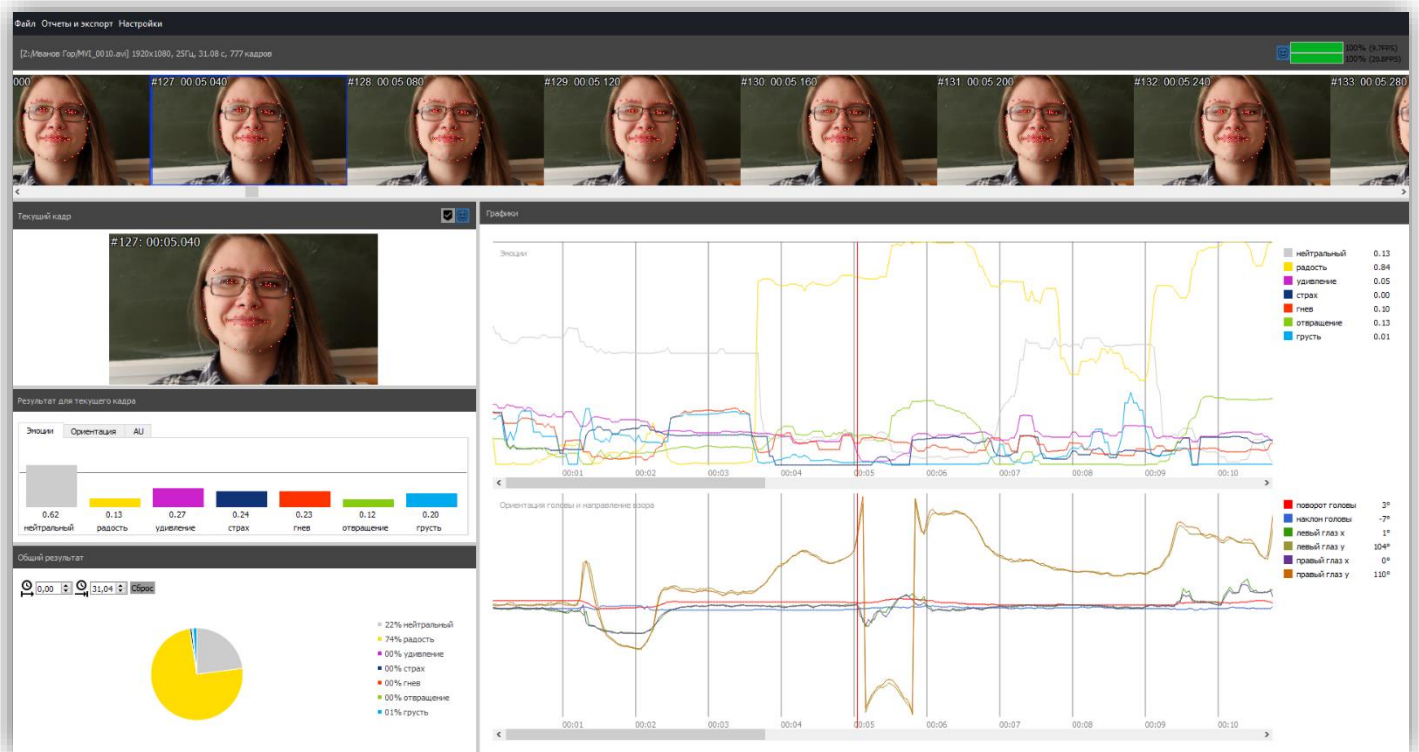 Файл Отчеты и экспорт Настройки
[Z:/Иванов Гор/MVI_0010.avi] 1920x1080, 25Гц, 31.08 с, 777 кадров
100% (9.7FPS)
100% (20.8FPS)
000 #127: 00:05.040 #128: 00:05.080 #129: 00:05.120 #130: 00:05.160 #131: 00:05.200 #132: 00:05.240 #133: 00:05.280
Текущий кадр
#127: 00:05.040
Результат для текущего кадра
Эмоции Ориентация AU
0.62 0.13 0.27 0.24 0.23 0.12 0.20
нейтральный радость удивление страх гнев отвращение грусть
Общий результат
0,00 31,04 Сброс
22% нейтральный
74% радость
00% удивление
00% страх
00% гнев
00% отвращение
01% грусть
Графики
Эмоции
нейтральный 0.13
радость 0.84
удивление 0.05
страх 0.00
гнев 0.10
отвращение 0.13
грусть 0.01
00:01 00:02 00:03 00:04 00:05 00:06 00:07 00:08 00:09 00:10
Ориентация головы и направление взора
поворот головы 3°
наклон головы -7°
левый глаз x 1°
левый глаз y 104°
правый глаз x 0°
правый глаз y 110°
00:01 00:02 00:03 00:04 00:05 00:06 00:07 00:08 00:09 00:10